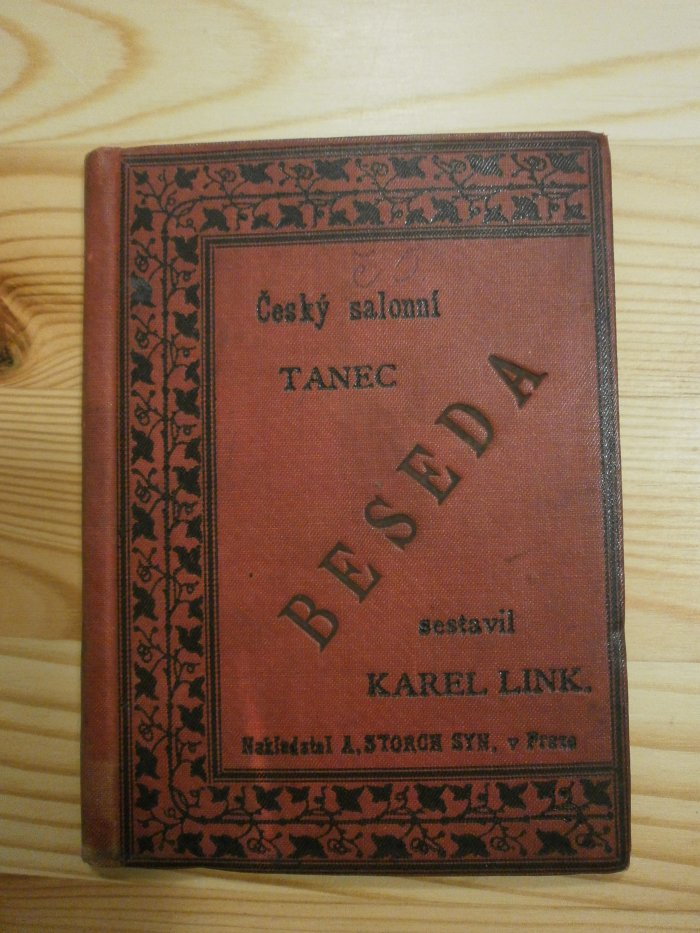 Český salonní
TANEC
BESEDA
sestavil
KAREL LINK.
Nakladatel A. STORCH SYN. v Praze